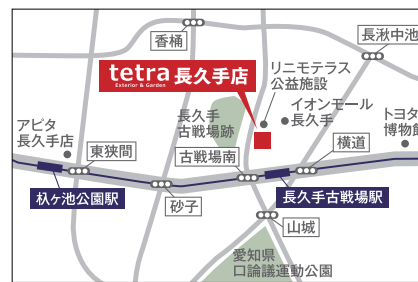 香桶
長湫中池
tetra 長久手店
Exterior & Garden
リニモテラス
公益施設
イオンモール
長久手
長久手
古戦場跡
トヨタ
博物館
アピタ
長久手店
東狭間
古戦場南
横道
杁ヶ池公園駅
砂子
長久手古戦場駅
山城
愛知県
口論議運動公園